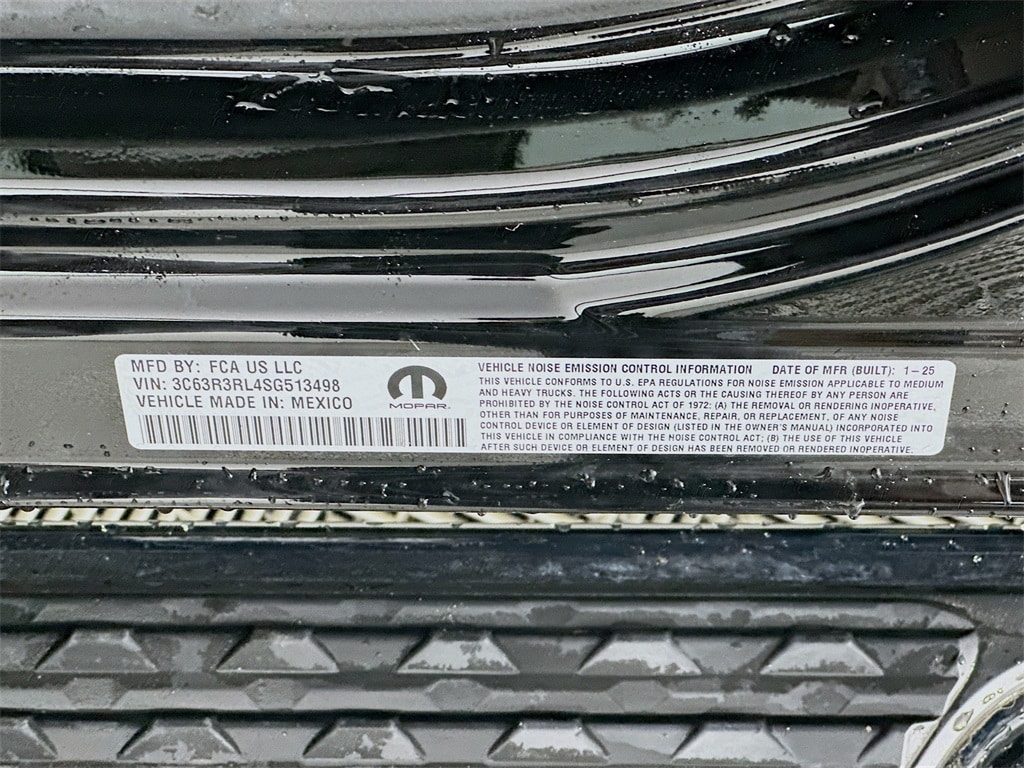 MFD BY: FCA US LLC
VIN: 3C63R3RL4SG513498
VEHICLE MADE IN: MEXICO
MOPAR
VEHICLE NOISE EMISSION CONTROL INFORMATION DATE OF MFR (BUILT): 1-25
THIS VEHICLE CONFORMS TO U.S. EPA REGULATIONS FOR NOISE EMISSION APPLICABLE TO MEDIUM
AND HEAVY TRUCKS. THE FOLLOWING ACTS OR THE CAUSING THEREOF BY ANY PERSON ARE
PROHIBITED BY THE NOISE CONTROL ACT OF 1972: (A) THE REMOVAL OR RENDERING INOPERATIVE,
OTHER THAN FOR PURPOSES OF MAINTENANCE, REPAIR, OR REPLACEMENT, OF ANY NOISE
CONTROL DEVICE OR ELEMENT OF DESIGN (LISTED IN THE OWNER'S MANUAL) INCORPORATED INTO
THIS VEHICLE IN COMPLIANCE WITH THE NOISE CONTROL ACT; (B) THE USE OF THIS VEHICLE
AFTER SUCH DEVICE OR ELEMENT OF DESIGN HAS BEEN REMOVED OR RENDERED INOPERATIVE.